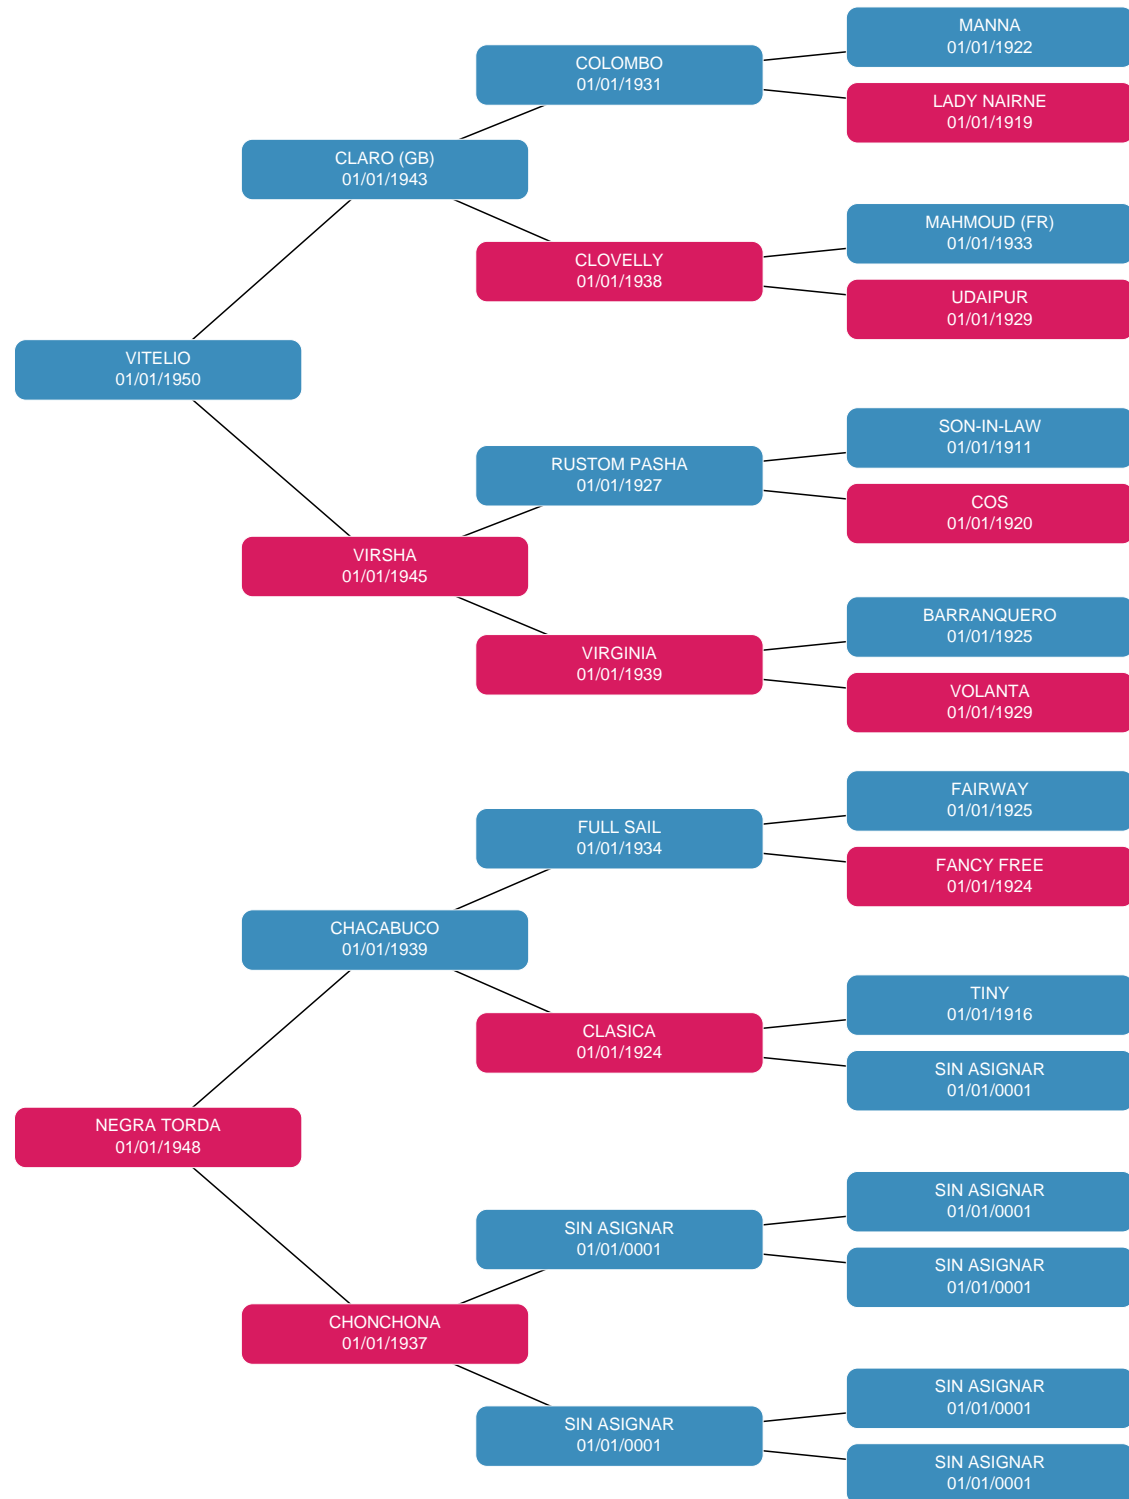 MANNA
01/01/1922
COLOMBO
01/01/1931
LADY NAIRNE
01/01/1919
CLARO (GB)
01/01/1943
MAHMOUD (FR)
01/01/1933
CLOVELLY
01/01/1938
UDAIPUR
01/01/1929
VITELIO
01/01/1950
SON-IN-LAW
01/01/1911
RUSTOM PASHA
01/01/1927
COS
01/01/1920
VIRSHA
01/01/1945
BARRANQUERO
01/01/1925
VIRGINIA
01/01/1939
VOLANTA
01/01/1929
FAIRWAY
01/01/1925
FULL SAIL
01/01/1934
FANCY FREE
01/01/1924
CHACABUCO
01/01/1939
TINY
01/01/1916
CLASICA
01/01/1924
SIN ASIGNAR
01/01/0001
NEGRA TORDA
01/01/1948
SIN ASIGNAR
01/01/0001
SIN ASIGNAR
01/01/0001
SIN ASIGNAR
01/01/0001
CHONCHONA
01/01/1937
SIN ASIGNAR
01/01/0001
SIN ASIGNAR
01/01/0001
SIN ASIGNAR
01/01/0001